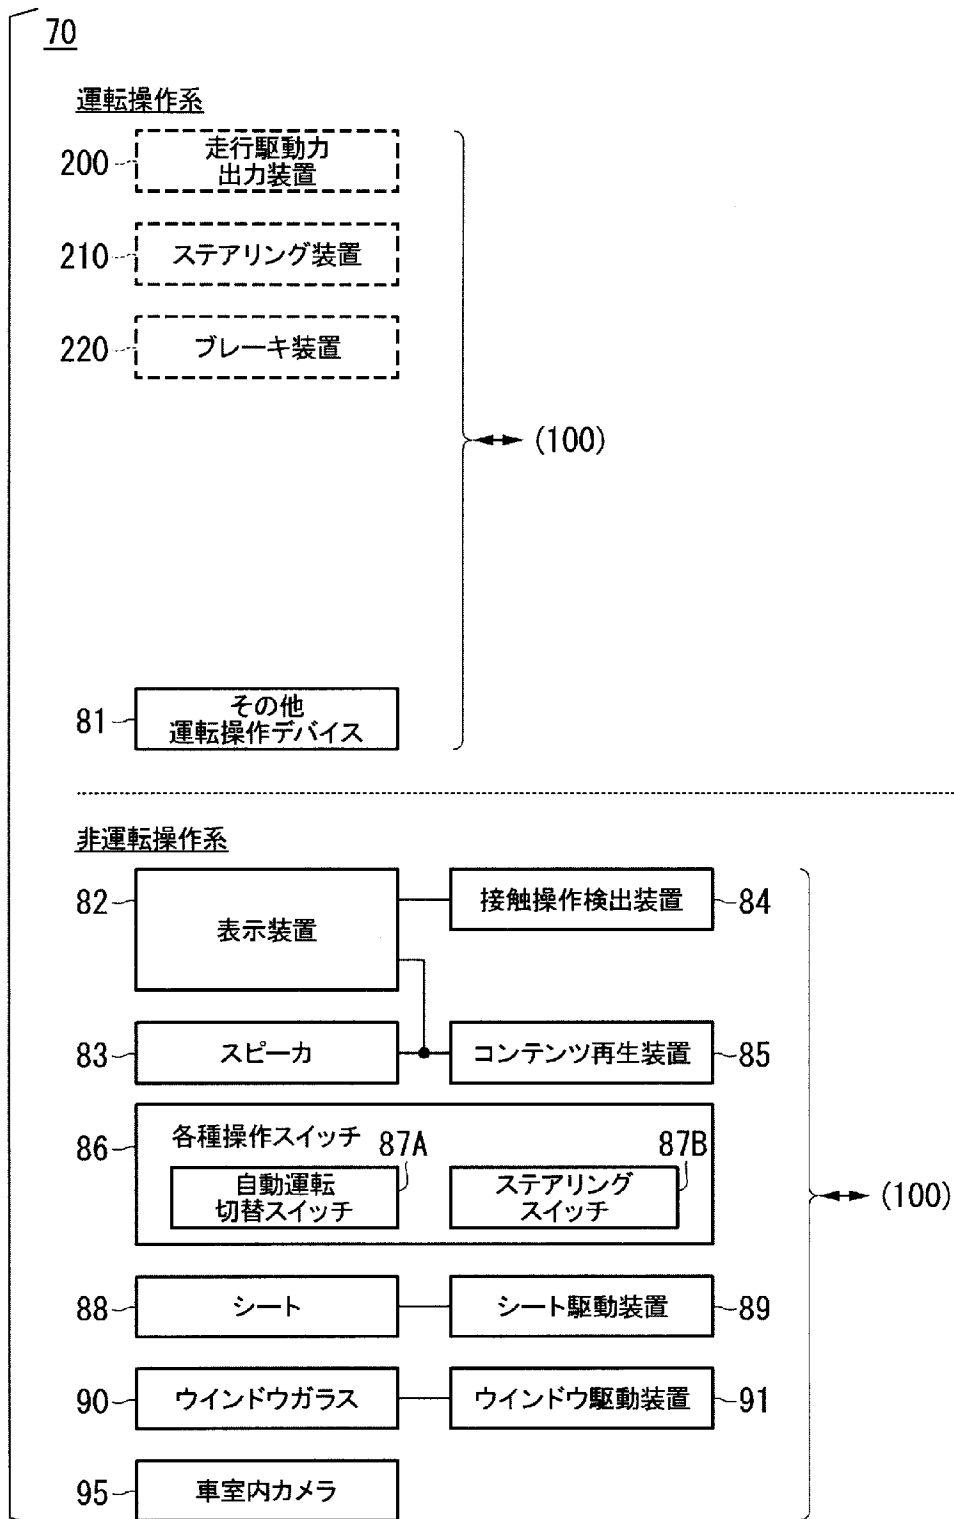 70
運転操作系
200
走行駆動力
出力装置
210
ステアリング装置
220
ブレーキ装置
(100)
81
その他
運転操作デバイス
非運転操作系
82
表示装置
接触操作検出装置
84
83
スピーカ
コンテンツ再生装置
85
86
各種操作スイッチ
87A
87B
自動運転
切替スイッチ
ステアリング
スイッチ
(100)
88
シート
シート駆動装置
89
90
ウインドウガラス
ウインドウ駆動装置
91
95
車室内カメラ